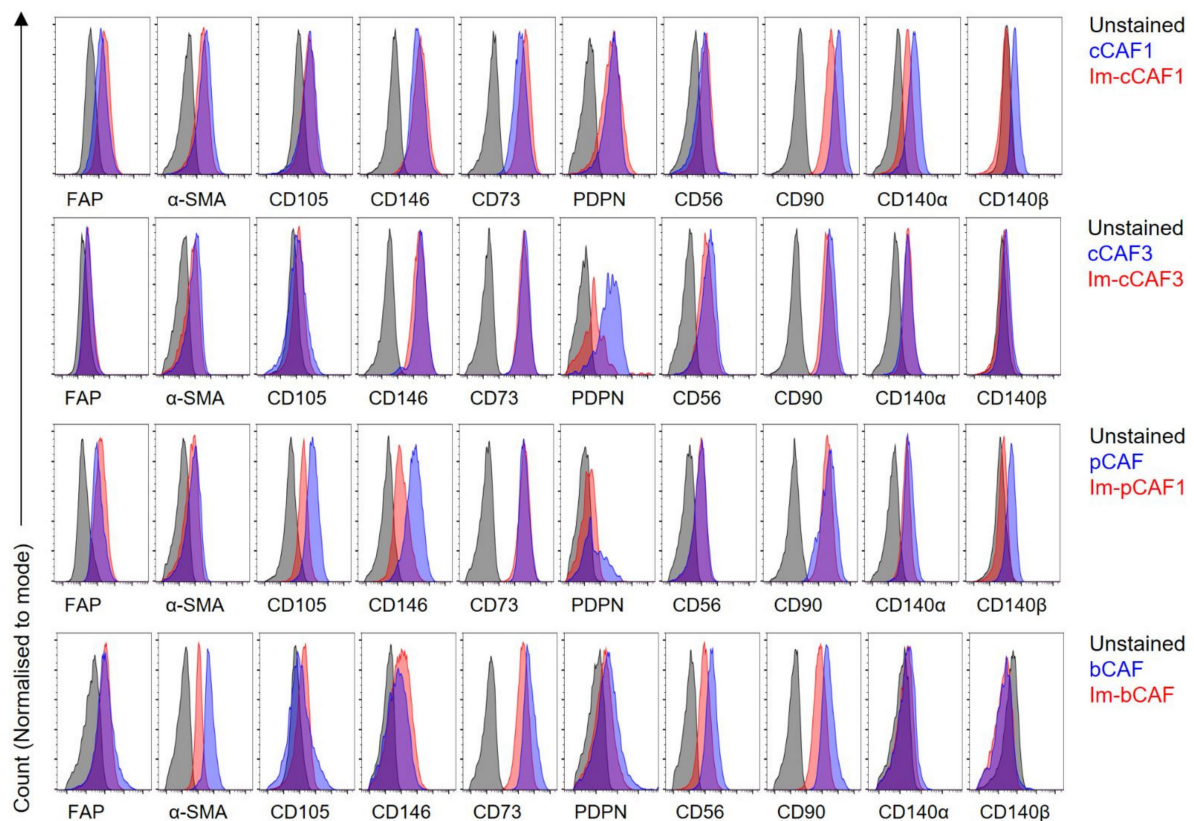 Count (Normalised to mode)
Unstained
cCAF1
Im-cCAF1
FAP α-SMA CD105 CD146 CD73 PDPN CD56 CD90 CD140α CD140β
Unstained
cCAF3
Im-cCAF3
FAP α-SMA CD105 CD146 CD73 PDPN CD56 CD90 CD140α CD140β
Unstained
pCAF
Im-pCAF1
FAP α-SMA CD105 CD146 CD73 PDPN CD56 CD90 CD140α CD140β
Unstained
bCAF
Im-bCAF
FAP α-SMA CD105 CD146 CD73 PDPN CD56 CD90 CD140α CD140β